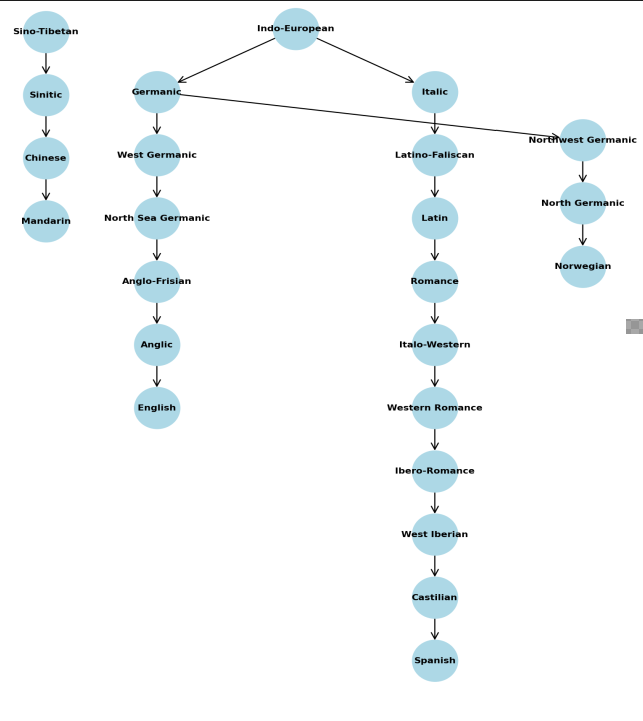 Sino-Tibetan
Indo-European
Sinitic
Germanic
Italic
Northwest Germanic
Chinese
West Germanic
Latino-Faliscan
North Germanic
Mandarin
North Sea Germanic
Latin
Norwegian
Anglo-Frisian
Romance
Anglic
Italo-Western
English
Western Romance
Ibero-Romance
West Iberian
Castilian
Spanish